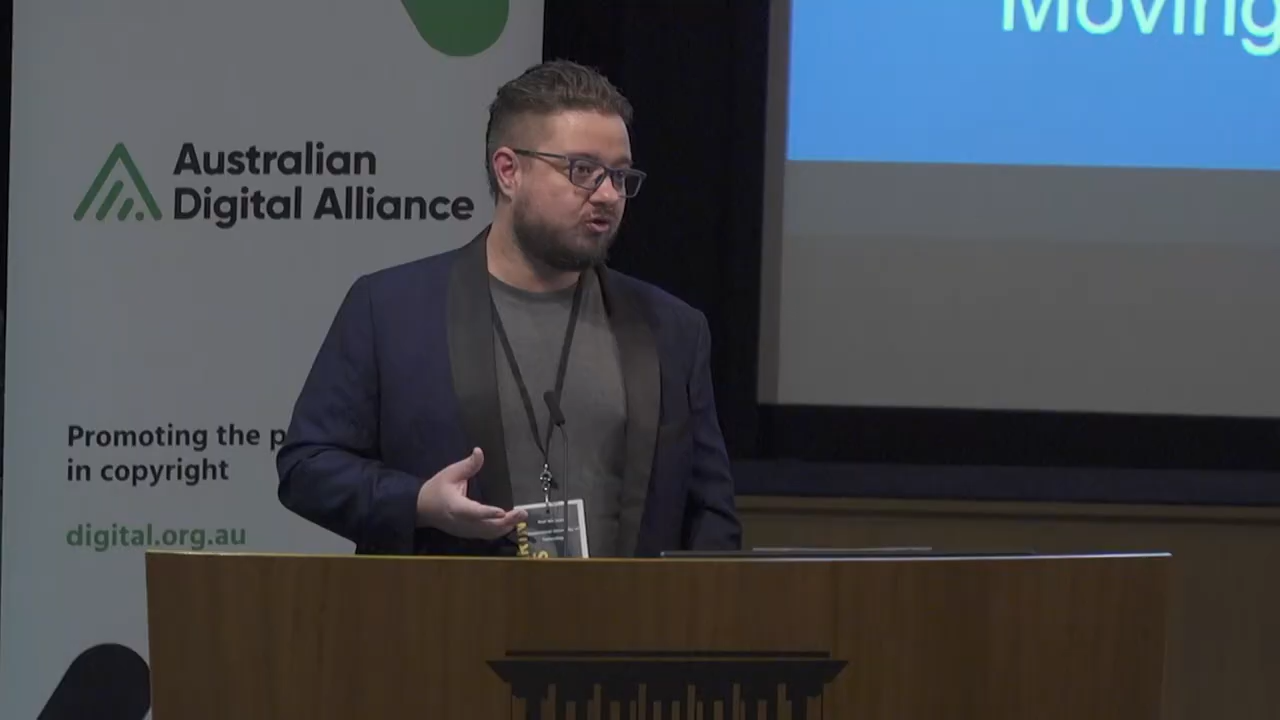 Moving
Australian
Digital Alliance
Promoting the p
in copyright
digital.org.au